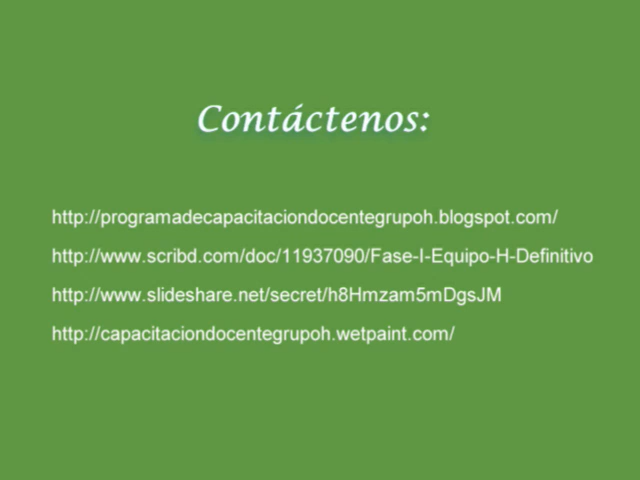 Contáctenos:
http://programadecapacitaciondocentegrupoh.blogspot.com/
http://www.scribd.com/doc/11937090/Fase-I-Equipo-H-Definitivo
http://www.slideshare.net/secret/h8Hmzam5mDgsJM
http://capacitaciondocentegrupoh.wetpaint.com/